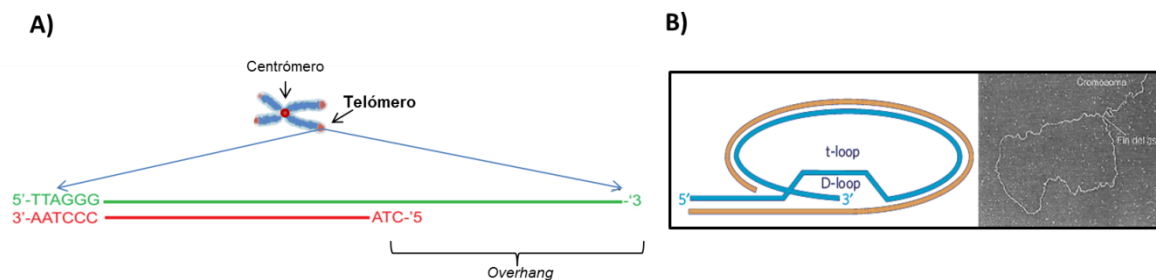 A)
Centrómero
Telómero
5'-TTAGGG
-'3
3'-AATCCC
ATC-'5
Overhang
B)
t-loop
D-loop
5'
3'
Cromosoma